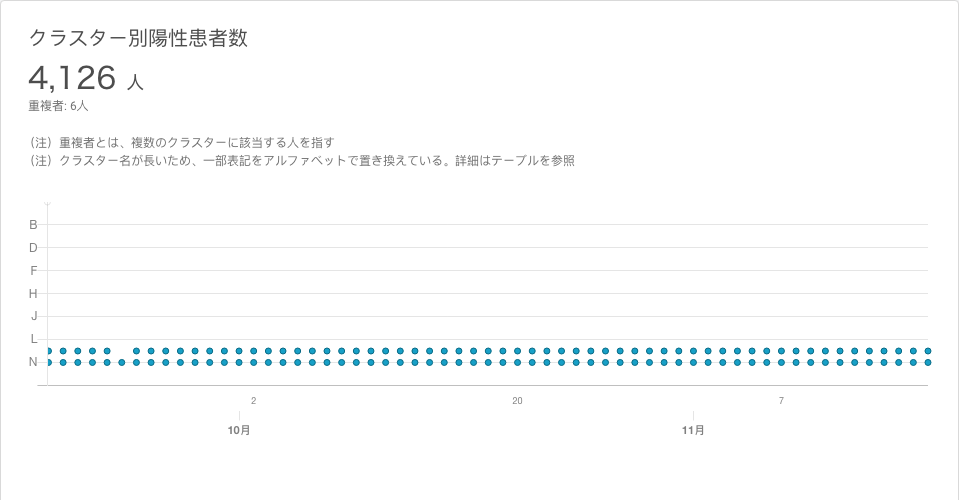 クラスター別陽性患者数
4,126 人
重複者: 6人
（注）重複者とは、複数のクラスターに該当する人を指す
（注）クラスター名が長いため、一部表記をアルファベットで置き換えている。詳細はテーブルを参照
B
D
F
H
J
L
N
2 20 7
10月 11月